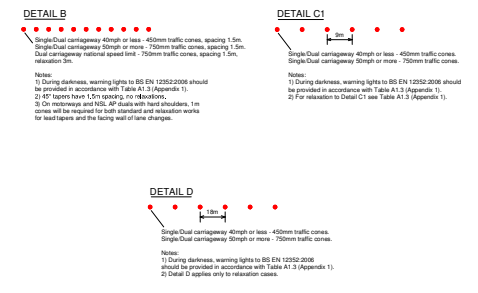 DETAIL B
Single/Dual carriageway 40mph or less - 450mm traffic cones, spacing 1.5m.
Single/Dual carriageway 50mph or more - 750mm traffic cones, spacing 1.5m.
Dual carriageway national speed limit - 750mm traffic cones, spacing 1.5m,
relaxation 3m.
Notes:
1) During darkness, warning lights to BS EN 12352:2006 should
be provided in accordance with Table A1.3 (Appendix 1).
2) 45° tapers have 1.5m spacing, no relaxations.
3) On motorways and NSL AP duals with hard shoulders, 1m
cones will be required for both standard and relaxation works
for lead tapers and the facing wall of lane changes.
DETAIL C1
9m
Single/Dual carriageway 40mph or less - 450mm traffic cones.
Single/Dual carriageway 50mph or more - 750mm traffic cones.
Notes:
1) During darkness, warning lights to BS EN 12352:2006 should
be provided in accordance with Table A1.3 (Appendix 1).
2) For relaxation to Detail C1 see Table A1.3 (Appendix 1).
DETAIL D
18m
Single/Dual carriageway 40mph or less - 450mm traffic cones.
Single/Dual carriageway 50mph or more - 750mm traffic cones.
Notes:
1) During darkness, warning lights to BS EN 12352:2006
should be provided in accordance with Table A1.3 (Appendix 1).
2) Detail D applies only to relaxation cases.